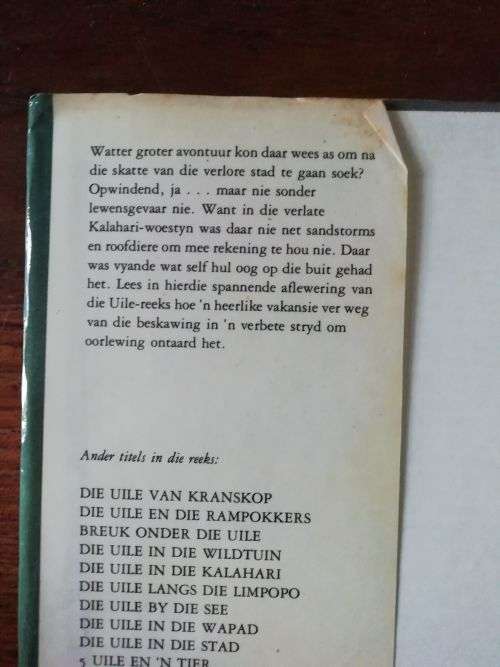 Watter groter avontuur kon daar wees as om na
die skatte van die verlore stad te gaan soek?
Opwindend, ja . . . maar nie sonder
lewensgevaar nie. Want in die verlate
Kalahari-woestyn was daar nie net sandstorms
en roofdiere om mee rekening te hou nie. Daar
was vyande wat self hul oog op die buit gehad
het. Lees in hierdie spannende aflewering van
die Uile-reeks hoe 'n heerlike vakansie ver weg
van die beskawing in 'n verbete stryd om
oorlewing ontaard het.
Ander titels in die reeks:
DIE UILE VAN KRANSKOP
DIE UILE EN DIE RAMPOKKERS
BREUK ONDER DIE UILE
DIE UILE IN DIE WILDTUIN
DIE UILE IN DIE KALAHARI
DIE UILE LANGS DIE LIMPOPO
DIE UILE BY DIE SEE
DIE UILE IN DIE WAPAD
DIE UILE IN DIE STAD
5 UILE EN 'N TIER